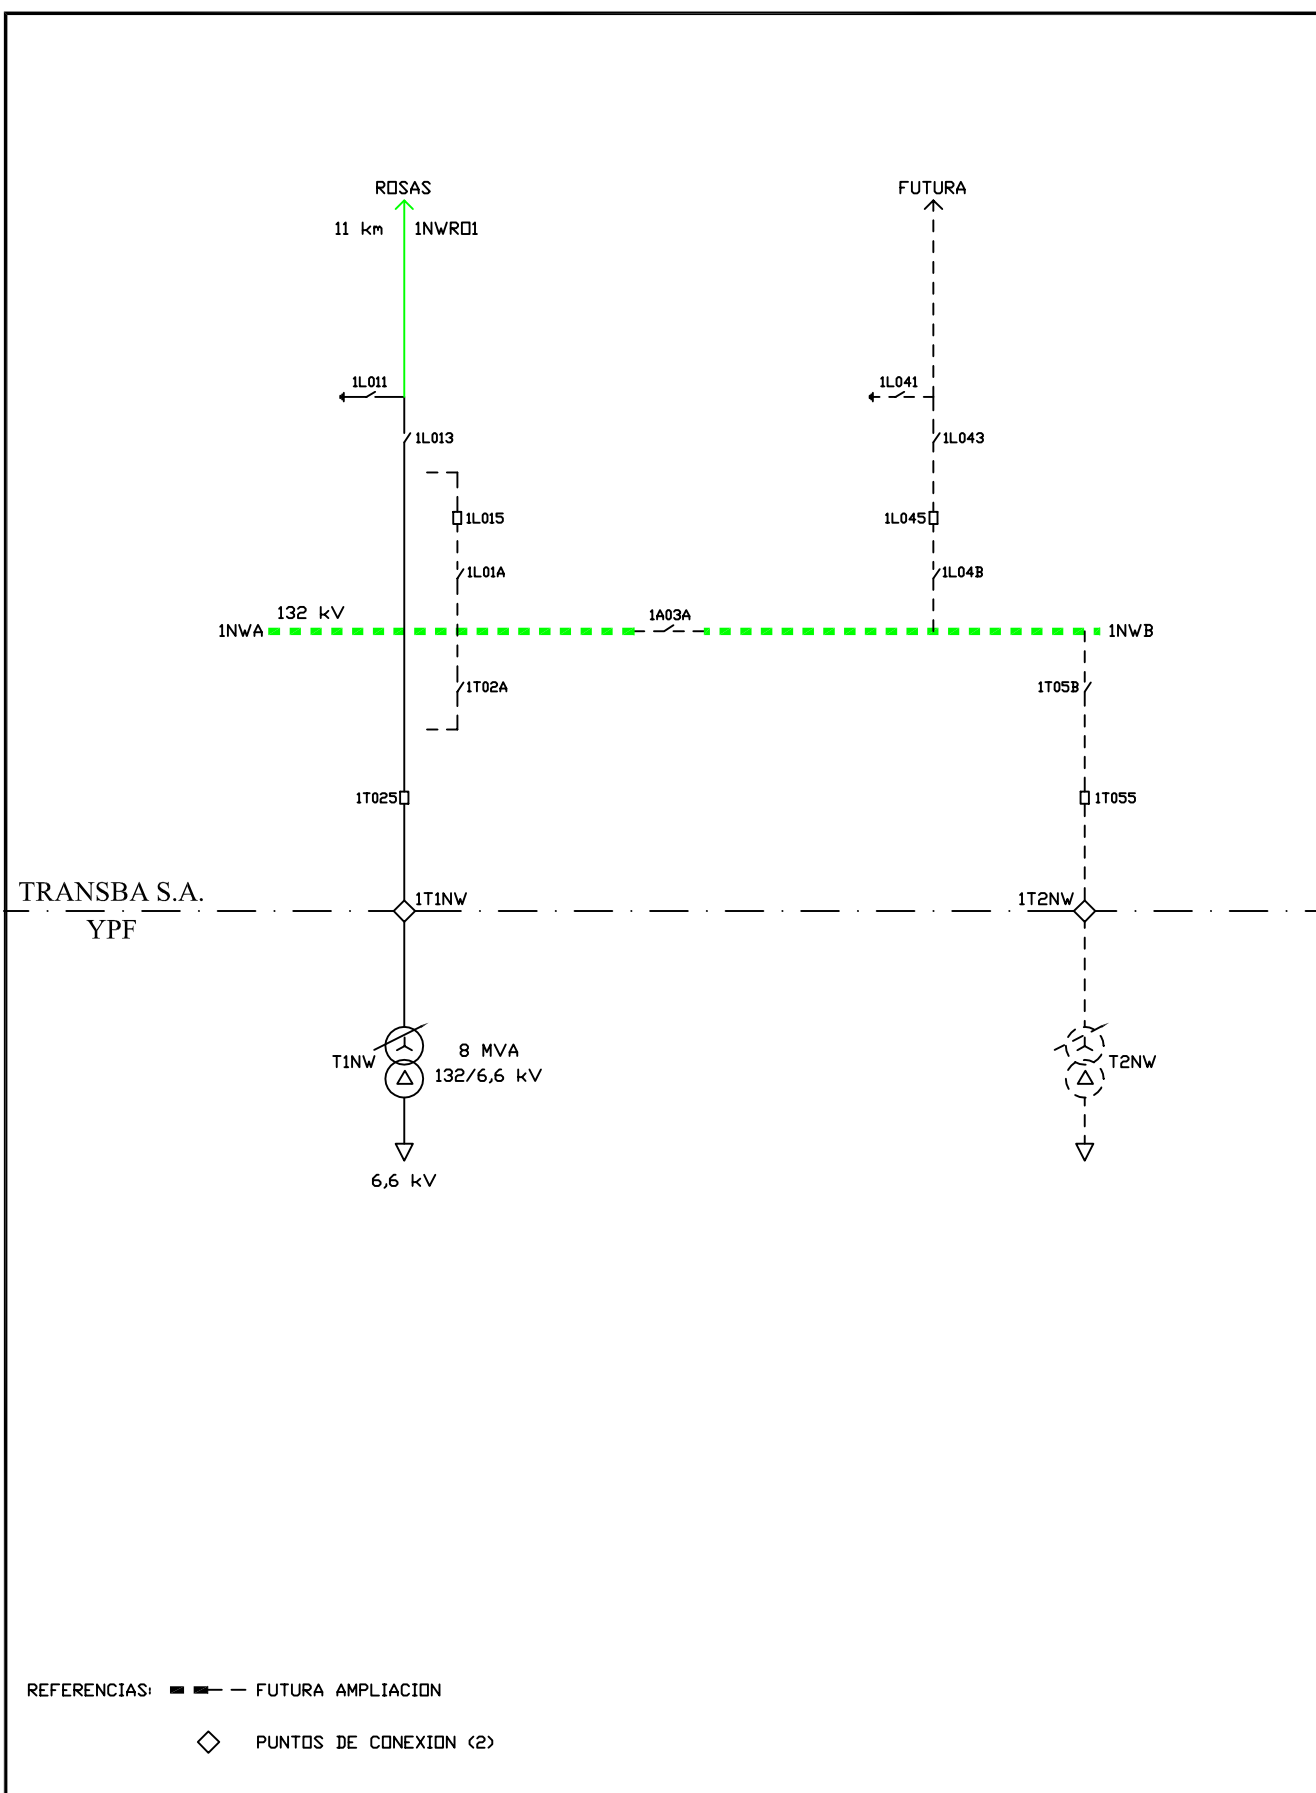 ROSAS
FUTURA
11 km
1NWRO1
1L011
1L041
1L013
1L043
1L015
1L045
1L01A
1L04B
132 kV
1A03A
1NWA
1NWB
1T02A
1T05B
1T025
1T055
TRANSBA S.A.
1T1NW
1T2NW
YPF
T1NW
8 MVA
132/6,6 kV
T2NW
6,6 kV
REFERENCIAS: FUTURA AMPLIACION
PUNTOS DE CONEXION (2)